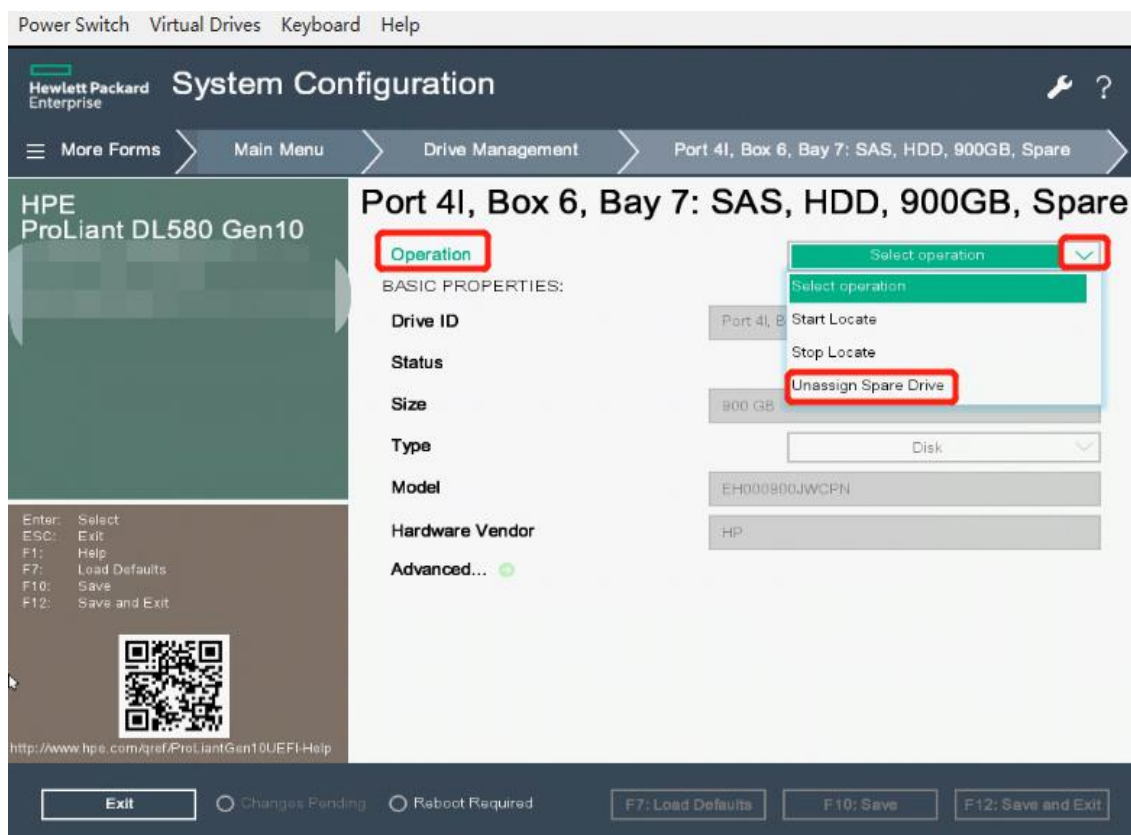 Power Switch Virtual Drives Keyboard Help
Hewlett Packard
Enterprise
System Configuration
?
More Forms Main Menu Drive Management Port 4I, Box 6, Bay 7: SAS, HDD, 900GB, Spare
HPE
ProLiant DL580 Gen10
Port 4I, Box 6, Bay 7: SAS, HDD, 900GB, Spare
Operation Select operation
Select operation
Start Locate
Stop Locate
Unassign Spare Drive
BASIC PROPERTIES:
Drive ID Port 4I, B
Status
Size 900 GB
Type Disk
Model EH000900JWCPN
Hardware Vendor HP
Advanced...
Enter: Select
ESC: Exit
F1: Help
F7: Load Defaults
F10: Save
F12: Save and Exit
http://www.hpe.com/qref/ProLiantGen10UEFI-Help
Exit Changes Pending Reboot Required F7: Load Defaults F10: Save F12: Save and Exit